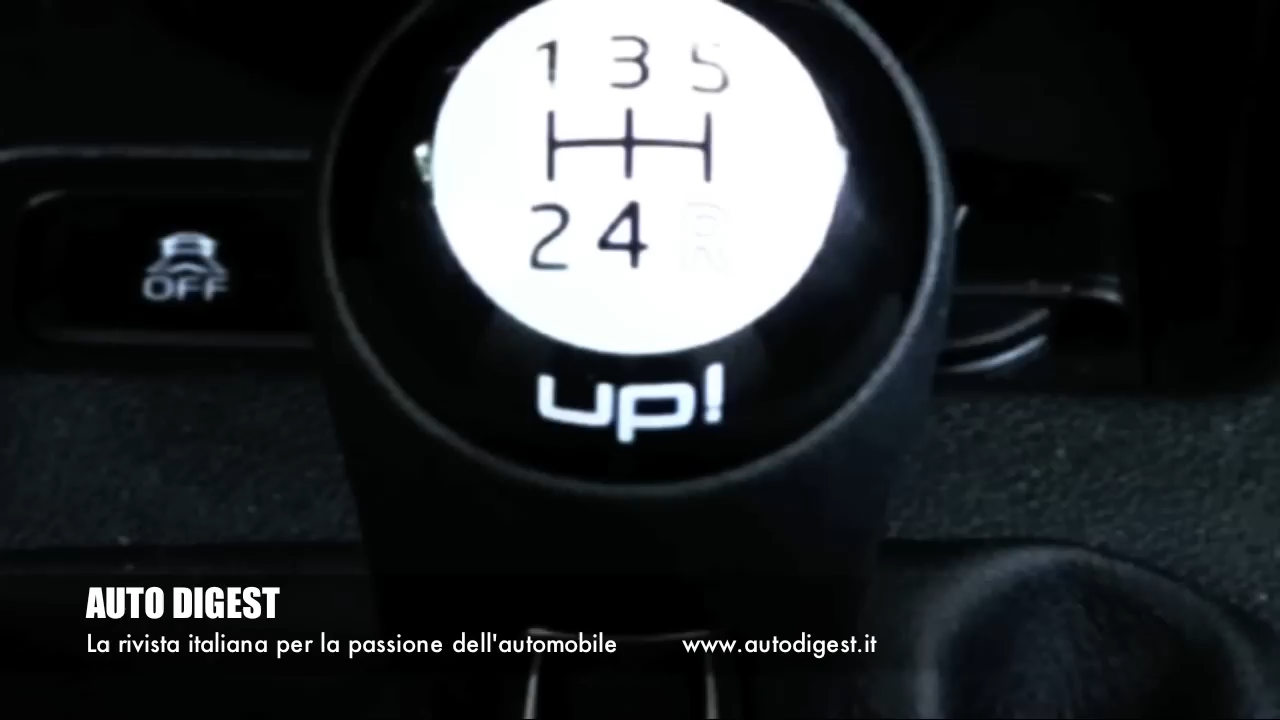 1 3 5
2 4 R
OFF
up!
AUTO DIGEST
La rivista italiana per la passione dell'automobile www.autodigest.it